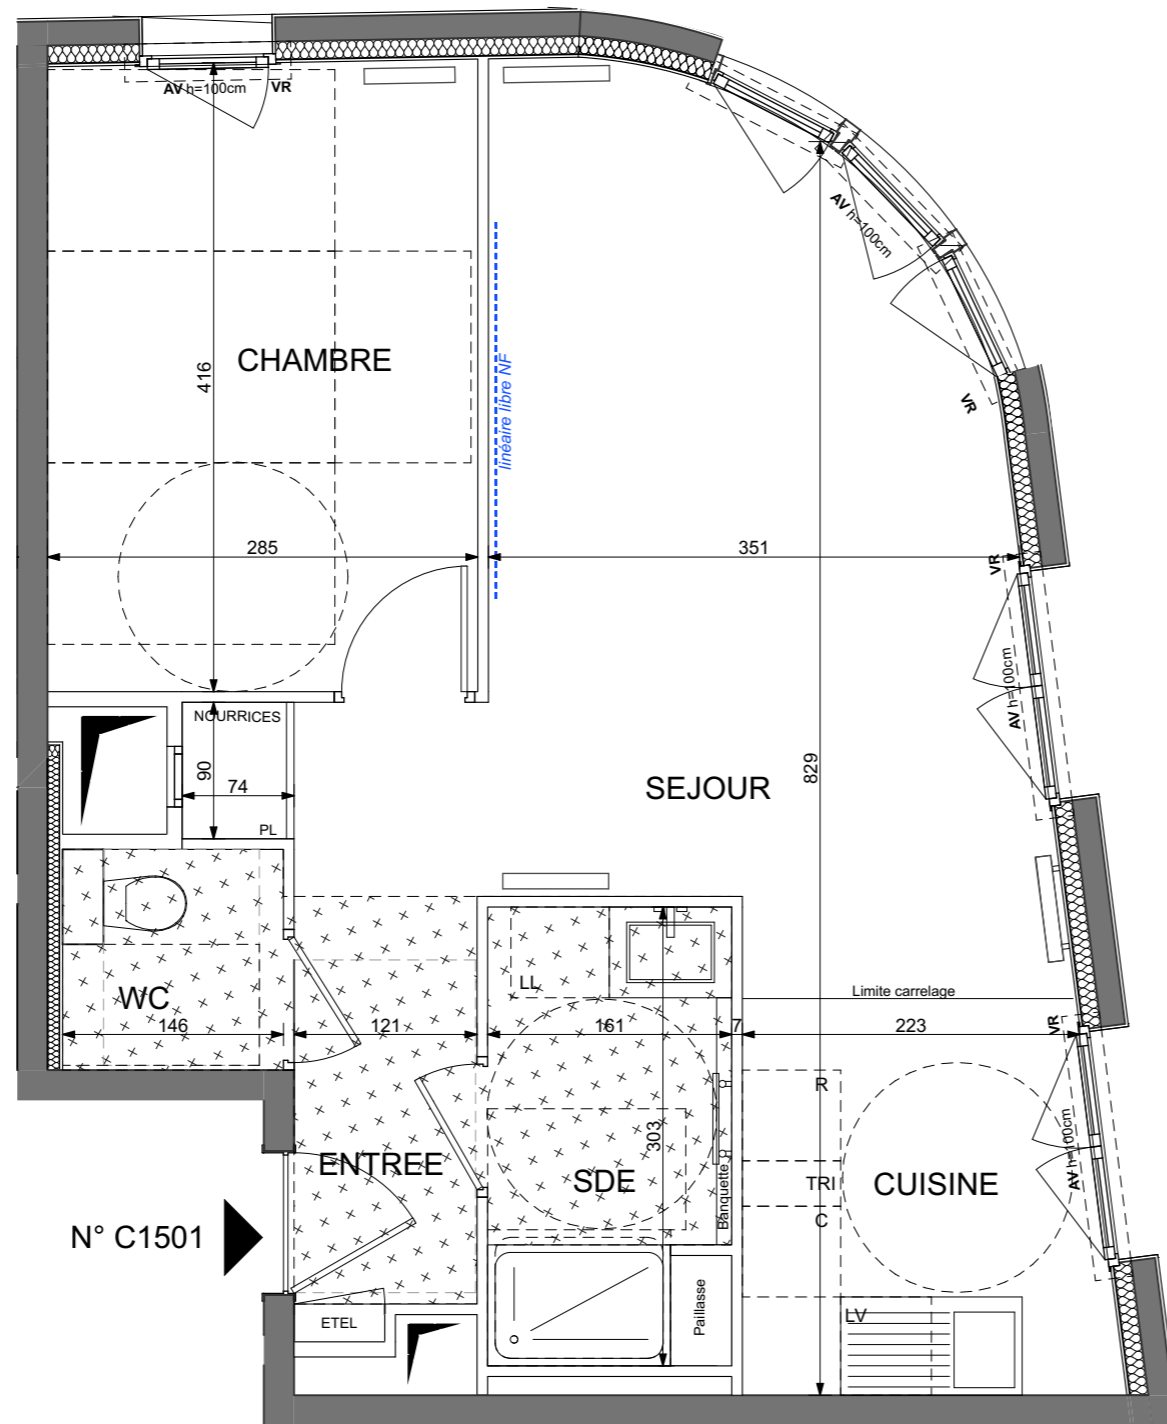 AV h=100cm
VR
AV h=100cm
CHAMBRE
416
linéaire libre NF
VR
285
351
VR
AV h=100cm
NOURRICES
90
74
PL
SEJOUR
829
WC
146
LL
121
161
7
Limite carrelage
223
VR
R
303
ENTREE
SDE
Banquette
TRI
C
CUISINE
AV h=100cm
N° C1501
ETEL
Paillasse
LV